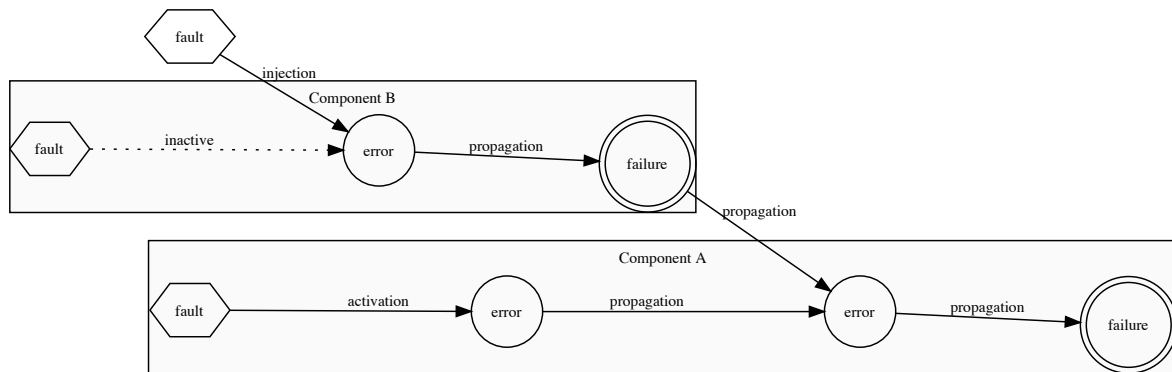 fault
injection
Component B
fault
inactive
error
propagation
failure
propagation
Component A
fault
activation
error
propagation
error
propagation
failure